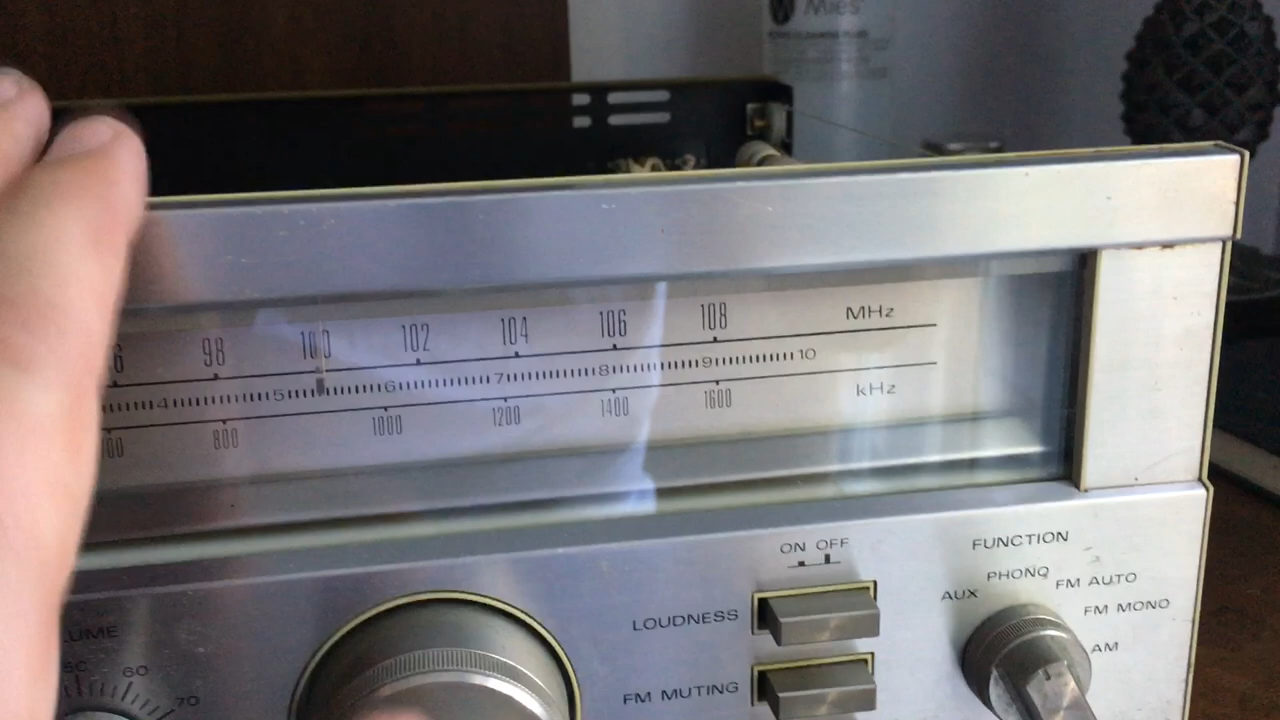 Mies
98 100 102 104 106 108 MHz
4 5 6 7 8 9 10
800 1000 1200 1400 1600 kHz
ON OFF
FUNCTION
AUX PHONO FM AUTO
FM MONO
AM
LOUDNESS
FM MUTING
60
70